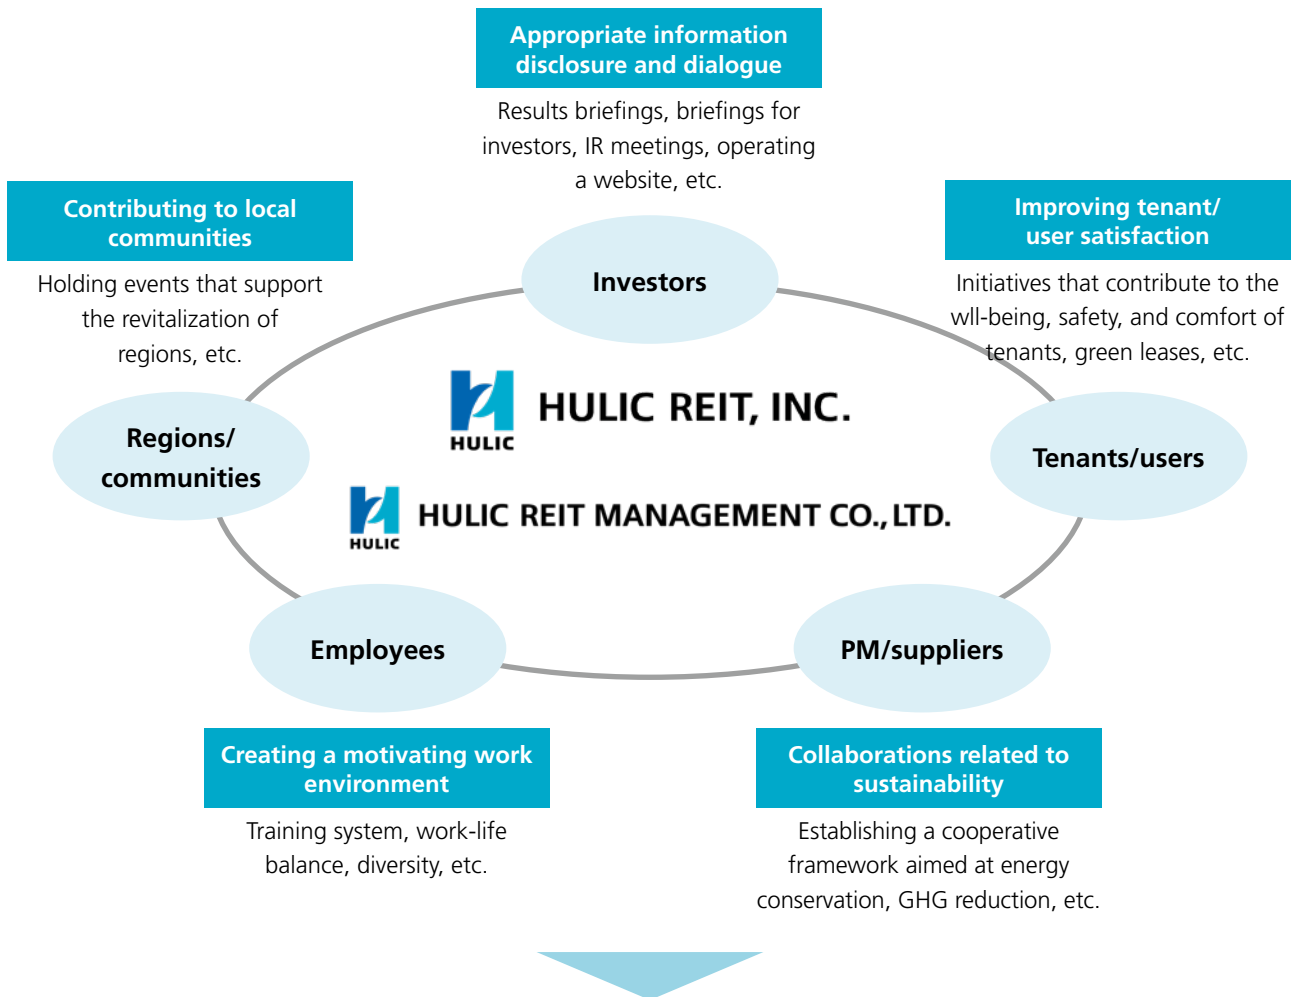 Appropriate information
disclosure and dialogue
Results briefings, briefings for
investors, IR meetings, operating
a website, etc.
Contributing to local
communities
Holding events that support
the revitalization of
regions, etc.
Improving tenant/
user satisfaction
Initiatives that contribute to the
wll-being, safety, and comfort of
tenants, green leases, etc.
Investors
Regions/
communities
Tenants/users
HULIC
HULIC REIT, INC.
HULIC
HULIC REIT MANAGEMENT CO., LTD.
Employees
PM/suppliers
Creating a motivating work
environment
Training system, work-life
balance, diversity, etc.
Collaborations related to
sustainability
Establishing a cooperative
framework aimed at energy
conservation, GHG reduction, etc.